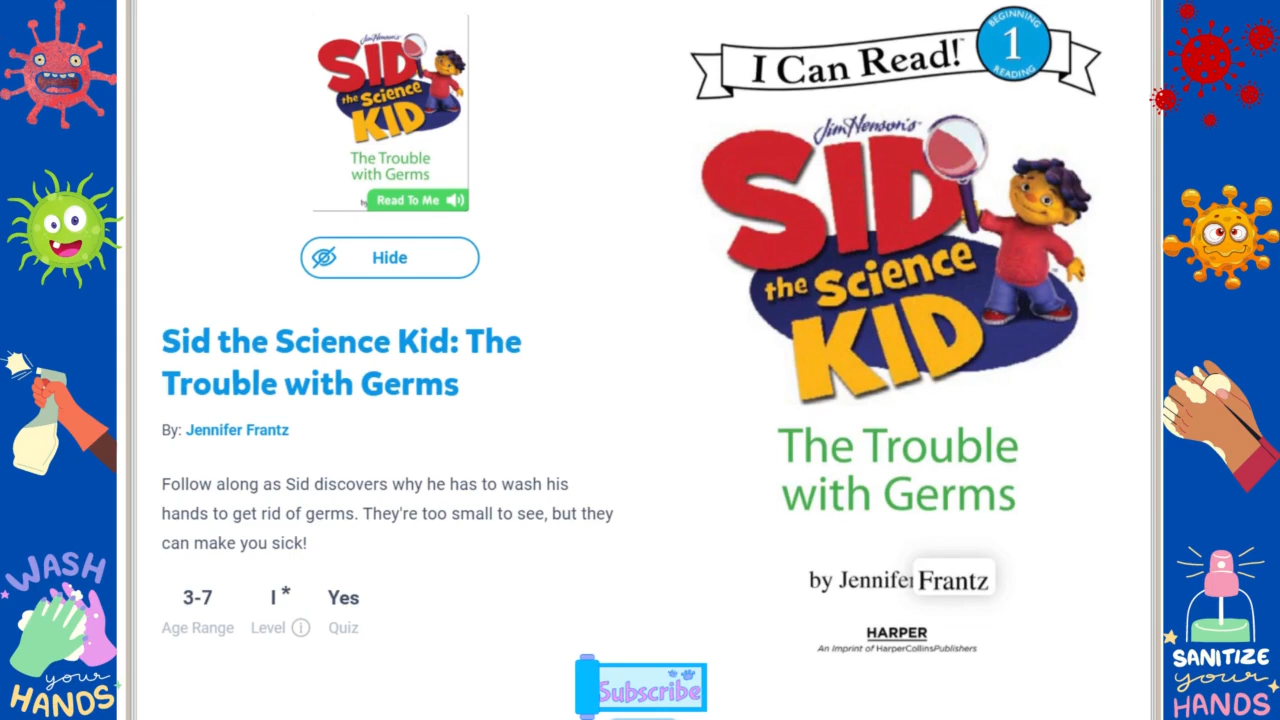 Jim Henson's
SID
the Science
KID
The Trouble
with Germs
Read To Me
Hide
Sid the Science Kid: The
Trouble with Germs
By: Jennifer Frantz
Follow along as Sid discovers why he has to wash his
hands to get rid of germs. They're too small to see, but they
can make you sick!
3-7 I* Yes
Age Range Level i Quiz
BEGINNING
1
READING
I Can Read!™
Jim Henson's
SID
the Science
KID
The Trouble
with Germs
by Jennifer Frantz
HARPER
An Imprint of HarperCollinsPublishers
WASH
your
HANDS
Subscribe
SANITIZE
your
HANDS